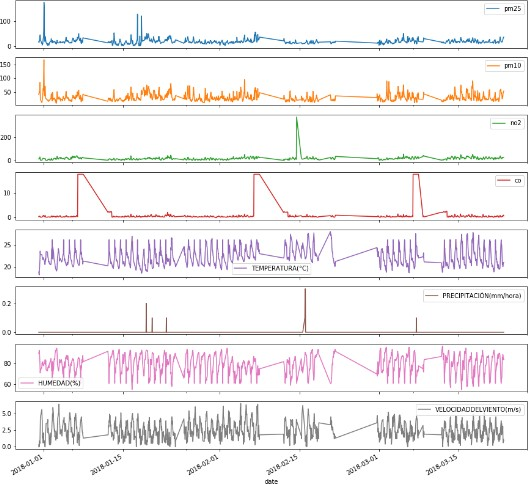 pm25
100
0
pm10
150
100
50
no2
200
0
co
10
0
25
20
TEMPERATURA(°C)
PRECIPITACION(mm/hora)
0.2
0.0
80
60
HUMEDAD(%)
VELOCIDADDELVIENTO(m/s)
5.0
2.5
0.0
2018-01-01
2018-01-15
2018-02-01
2018-02-15
2018-03-01
2018-03-15
date